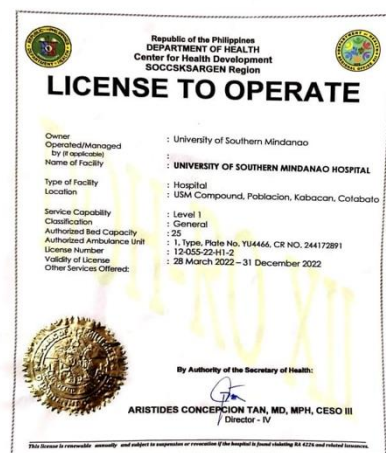 Republic of the Philippines
DEPARTMENT OF HEALTH
Center for Health Development
SOCCSKSARGEN Region
LICENSE TO OPERATE
Owner : University of Southern Mindanao
Operated/Managed
by (if applicable) :
Name of Facility : UNIVERSITY OF SOUTHERN MINDANAO HOSPITAL
Type of Facility : Hospital
Location : USM Compound, Poblacion, Kabacan, Cotabato
Service Capability : Level 1
Classification : General
Authorized Bed Capacity : 25
Authorized Ambulance Unit : 1, Type, Plate No. YU4466, CR NO. 244172891
License Number : 12-055-22-H1-2
Validity of License : 28 March 2022 – 31 December 2022
Other Services Offered:
By Authority of the Secretary of Health:
ARISTIDES CONCEPCION TAN, MD, MPH, CESO III
Director - IV
This license is renewable annually and subject to suspension or revocation if the hospital is found violating RA 4226 and related issuances.